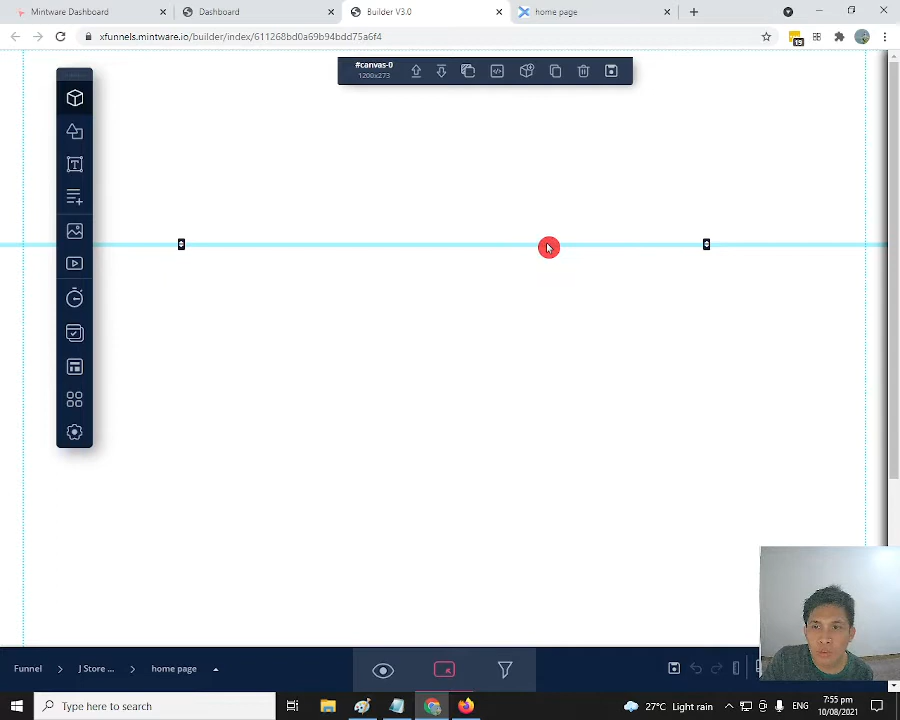 Mintware Dashboard
Dashboard
Builder V3.0
home page
xfunnels.mintware.io/builder/index/611268bd0a69b94bdd75a6f4
19
#canvas-0
1200x273
T
Funnel
J Store ...
home page
Type here to search
27°C Light rain
ENG
7:55 pm
10/08/2021